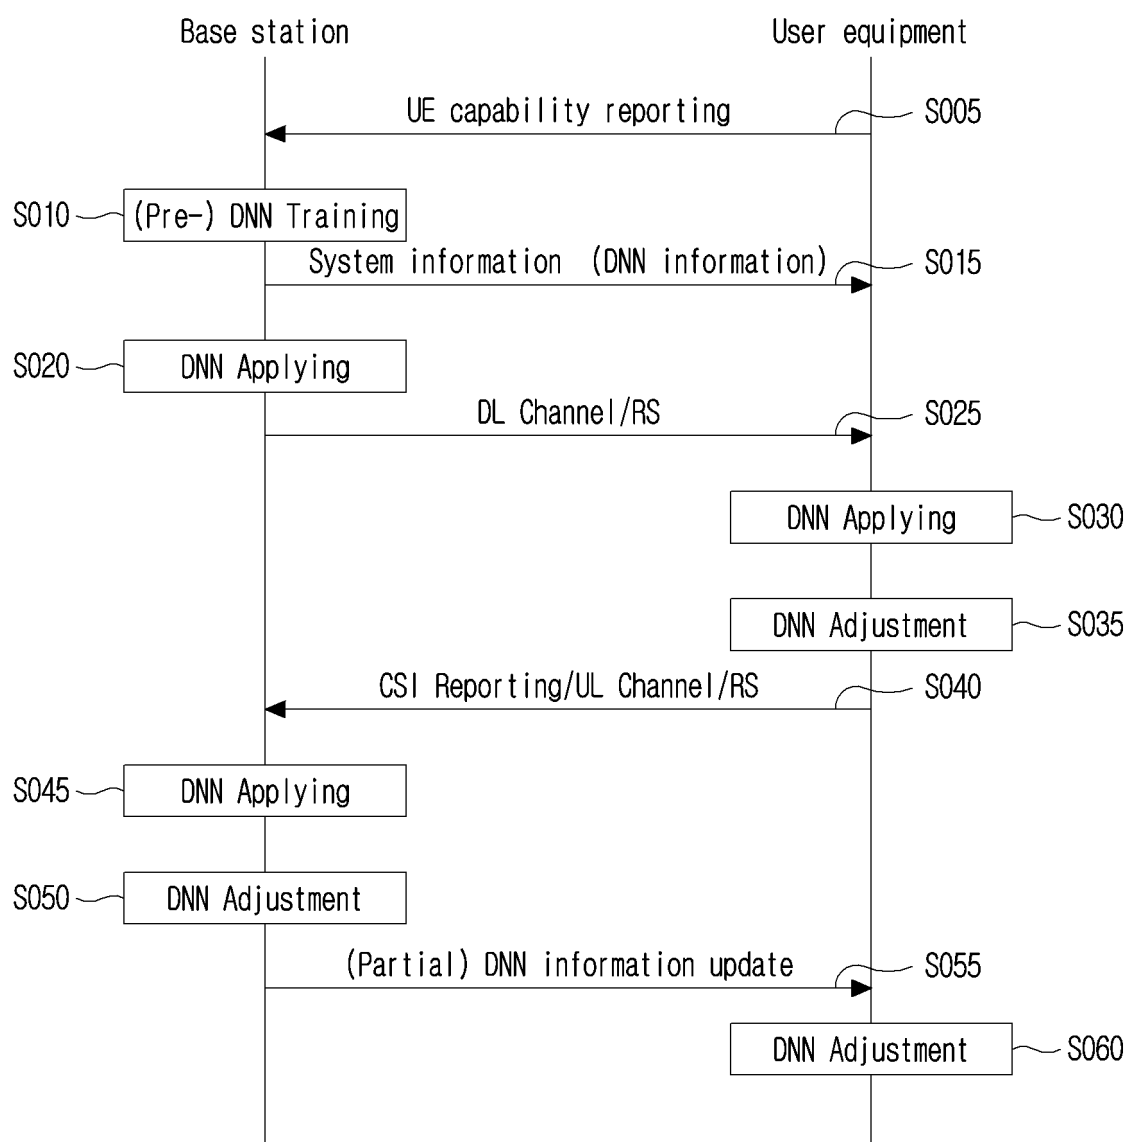 Base station
User equipment
UE capability reporting
S005
S010
(Pre-) DNN Training
System information (DNN information)
S015
S020
DNN Applying
DL Channel/RS
S025
DNN Applying
S030
DNN Adjustment
S035
CSI Reporting/UL Channel/RS
S040
S045
DNN Applying
S050
DNN Adjustment
(Partial) DNN information update
S055
DNN Adjustment
S060